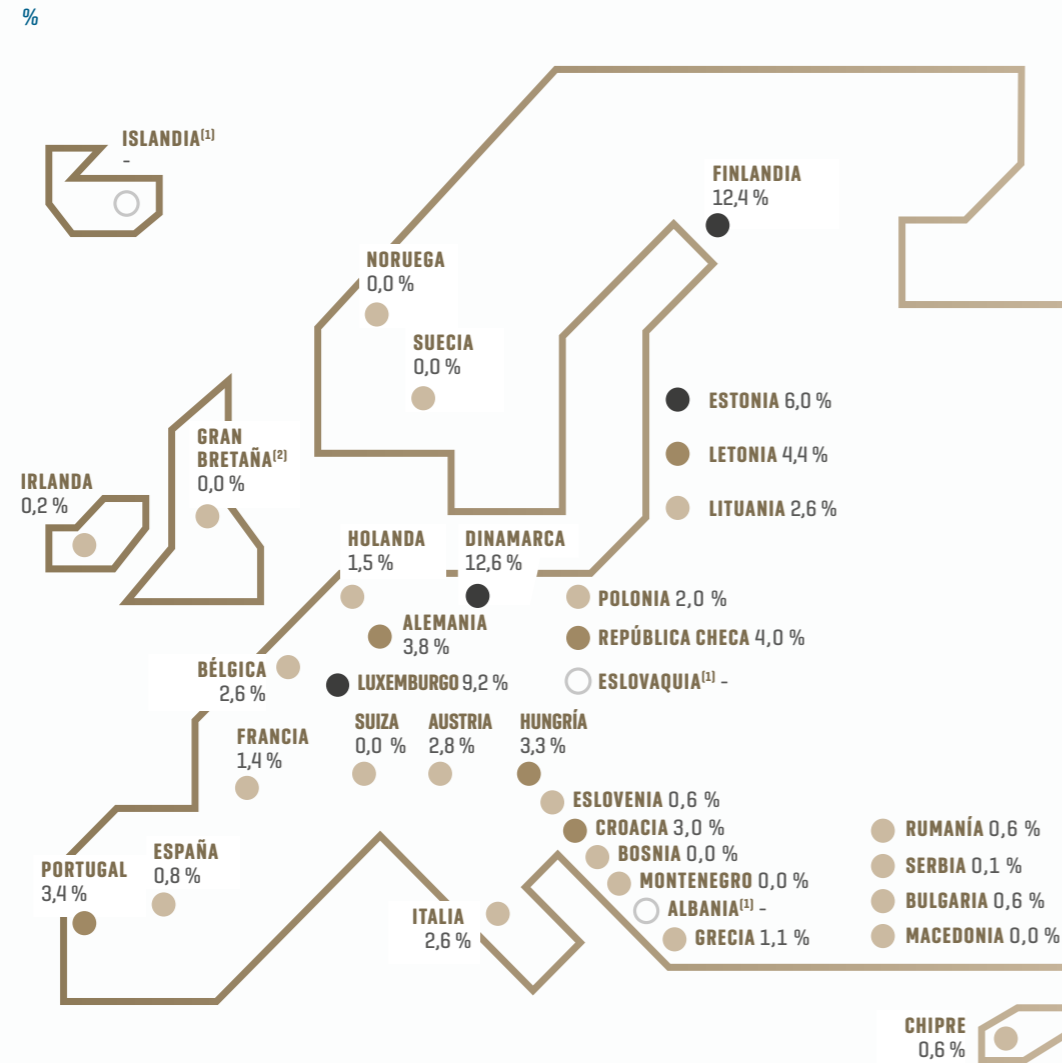 %
ISLANDIA(1)
-
FINLANDIA
12,4 %
NORUEGA
0,0 %
SUECIA
0,0 %
ESTONIA 6,0 %
LETONIA 4,4 %
LITUANIA 2,6 %
GRAN
BRETAÑA(2)
0,0 %
IRLANDA
0,2 %
HOLANDA
1,5 %
DINAMARCA
12,6 %
POLONIA 2,0 %
ALEMANIA
3,8 %
REPÚBLICA CHECA 4,0 %
BÉLGICA
2,6 %
LUXEMBURGO 9,2 %
ESLOVAQUIA(1) -
FRANCIA
1,4 %
SUIZA
0,0 %
AUSTRIA
2,8 %
HUNGRÍA
3,3 %
ESLOVENIA 0,6 %
CROACIA 3,0 %
BOSNIA 0,0 %
MONTENEGRO 0,0 %
ALBANIA(1) -
GRECIA 1,1 %
RUMANÍA 0,6 %
SERBIA 0,1 %
BULGARIA 0,6 %
MACEDONIA 0,0 %
PORTUGAL
3,4 %
ESPAÑA
0,8 %
ITALIA
2,6 %
CHIPRE
0,6 %